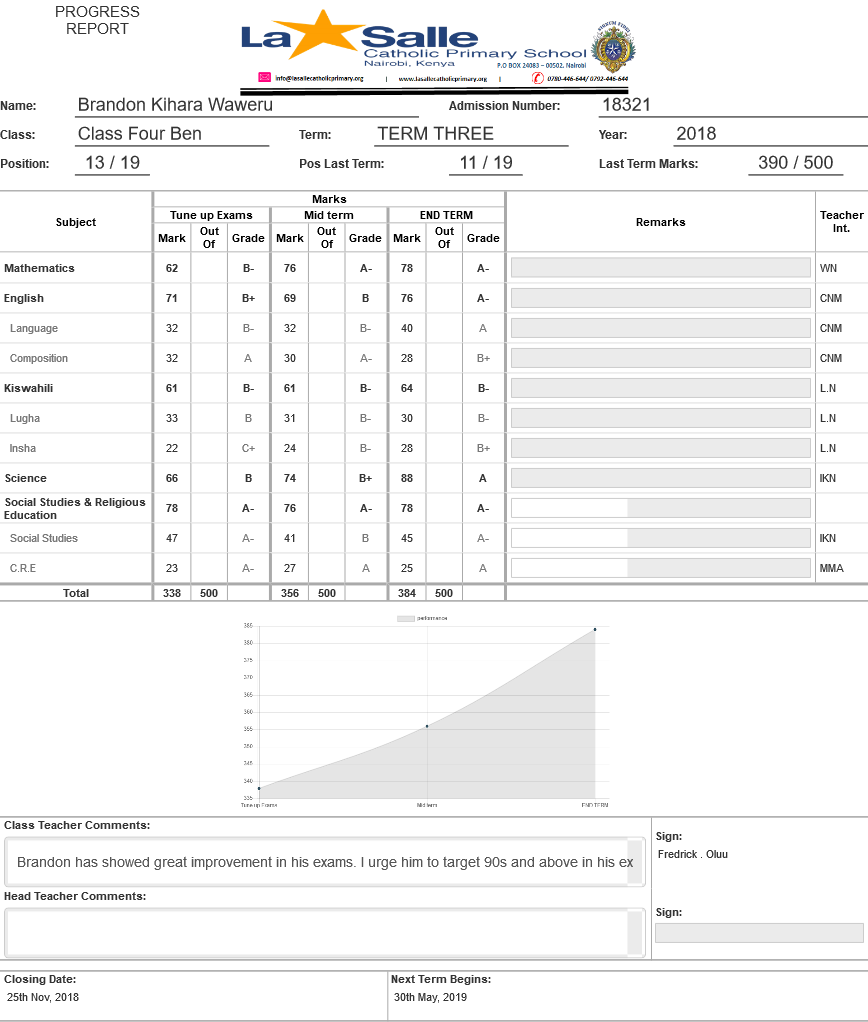 PROGRESS
REPORT
La Salle
Catholic Primary School
Nairobi, Kenya
P.O BOX 24083 – 00502, Nairobi
info@lasallecatholicprimary.org | www.lasallecatholicprimary.org | 0780-446-644/ 0792-446-644
Name: Brandon Kihara Waweru Admission Number: 18321
Class: Class Four Ben Term: TERM THREE Year: 2018
Position: 13 / 19 Pos Last Term: 11 / 19 Last Term Marks: 390 / 500
Marks
Subject Tune up Exams Mid term END TERM Remarks Teacher Int.
Mark Out Of Grade Mark Out Of Grade Mark Out Of Grade
Mathematics 62 B- 76 A- 78 A- WN
English 71 B+ 69 B 76 A- CNM
Language 32 B- 32 B- 40 A CNM
Composition 32 A 30 A- 28 B+ CNM
Kiswahili 61 B- 61 B- 64 B- L.N
Lugha 33 B 31 B- 30 B- L.N
Insha 22 C+ 24 B- 28 B+ L.N
Science 66 B 74 B+ 88 A IKN
Social Studies & Religious
Education 78 A- 76 A- 78 A-
Social Studies 47 A- 41 B 45 A- IKN
C.R.E 23 A- 27 A 25 A MMA
Total 338 500 356 500 384 500
performance
385
380
375
370
365
360
355
350
345
340
335
Tune up Exams Mid term END TERM
Class Teacher Comments:
Brandon has showed great improvement in his exams. I urge him to target 90s and above in his ex
Sign:
Fredrick . Oluu
Head Teacher Comments:
Sign:
Closing Date: Next Term Begins:
25th Nov, 2018 30th May, 2019